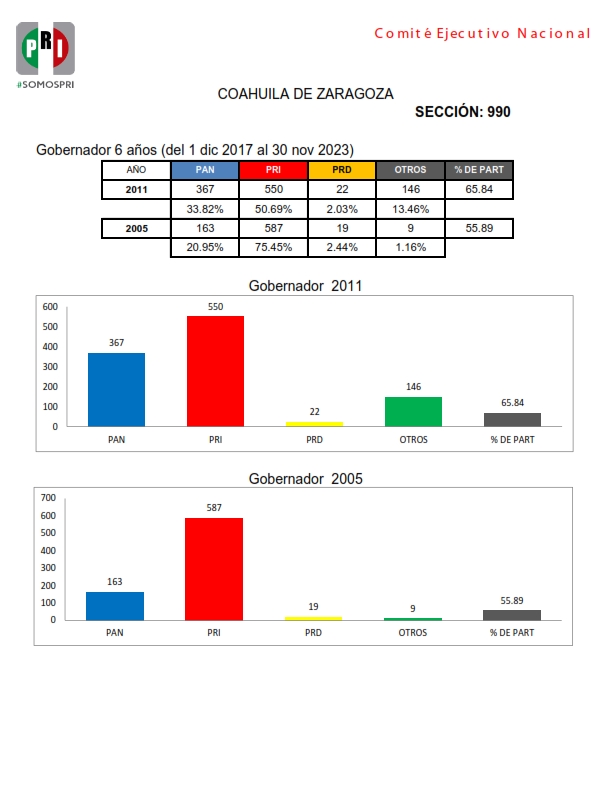 PRI
#SOMOSPRI
Comité Ejecutivo Nacional
COAHUILA DE ZARAGOZA
SECCIÓN: 990
Gobernador 6 años (del 1 dic 2017 al 30 nov 2023)
AÑO PAN PRI PRD OTROS % DE PART
2011 367 550 22 146 65.84
33.82% 50.69% 2.03% 13.46%
2005 163 587 19 9 55.89
20.95% 75.45% 2.44% 1.16%
Gobernador 2011
600
500
400
300
200
100
0
367
550
22
146
65.84
PAN PRI PRD OTROS % DE PART
Gobernador 2005
700
600
500
400
300
200
100
0
163
587
19
9
55.89
PAN PRI PRD OTROS % DE PART